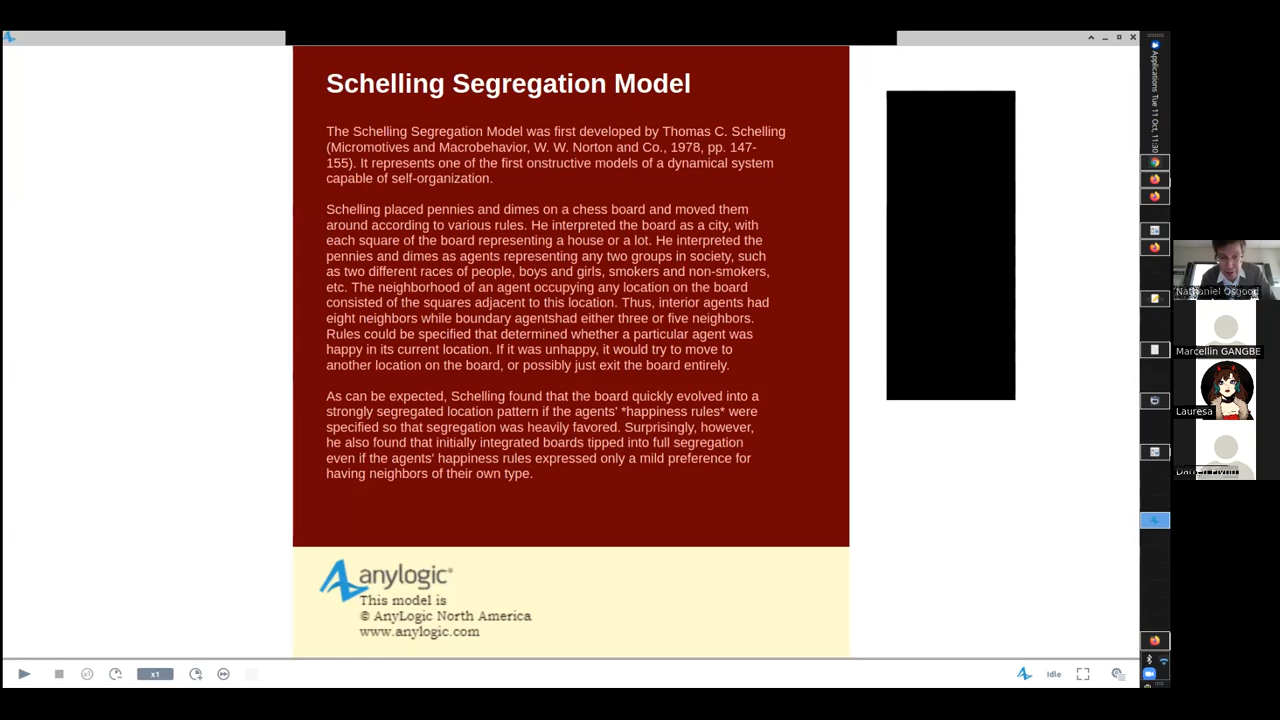 Schelling Segregation Model
The Schelling Segregation Model was first developed by Thomas C. Schelling
(Micromotives and Macrobehavior, W. W. Norton and Co., 1978, pp. 147-
155). It represents one of the first onstructive models of a dynamical system
capable of self-organization.
Schelling placed pennies and dimes on a chess board and moved them
around according to various rules. He interpreted the board as a city, with
each square of the board representing a house or a lot. He interpreted the
pennies and dimes as agents representing any two groups in society, such
as two different races of people, boys and girls, smokers and non-smokers,
etc. The neighborhood of an agent occupying any location on the board
consisted of the squares adjacent to this location. Thus, interior agents had
eight neighbors while boundary agentshad either three or five neighbors.
Rules could be specified that determined whether a particular agent was
happy in its current location. If it was unhappy, it would try to move to
another location on the board, or possibly just exit the board entirely.
As can be expected, Schelling found that the board quickly evolved into a
strongly segregated location pattern if the agents' *happiness rules* were
specified so that segregation was heavily favored. Surprisingly, however,
he also found that initially integrated boards tipped into full segregation
even if the agents' happiness rules expressed only a mild preference for
having neighbors of their own type.
anylogic®
This model is
© AnyLogic North America
www.anylogic.com
x1
x1
Idle
Applications Tue 11 Oct, 11:30
Nathaniel Osgood
Marcellin GANGBE
Lauresa